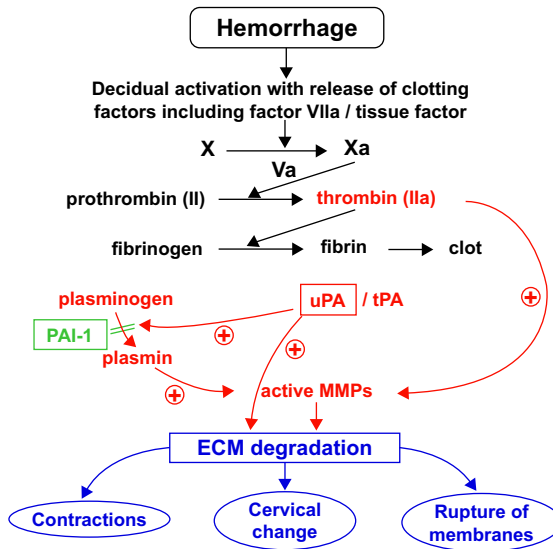 Hemorrhage
Decidual activation with release of clotting
factors including factor VIIa / tissue factor
X Xa
Va
prothrombin (II) thrombin (IIa)
fibrinogen fibrin clot
plasminogen uPA / tPA
+
PAI-1 + +
plasmin
+ active MMPs
ECM degradation
Contractions Cervical change Rupture of membranes